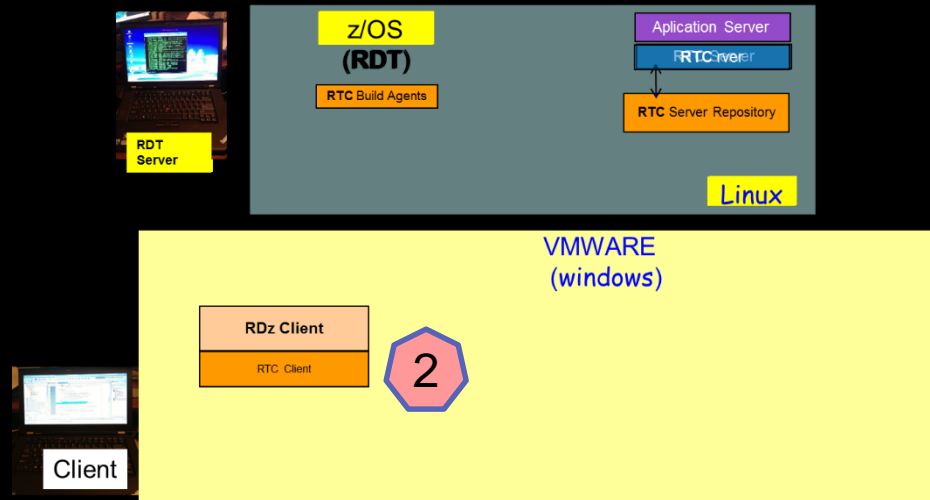 z/OS
(RDT)
RTC Build Agents
Aplication Server
RTC Server
RTC Server Repository
RDT
Server
Linux
VMWARE
(windows)
RDz Client
RTC Client
2
Client